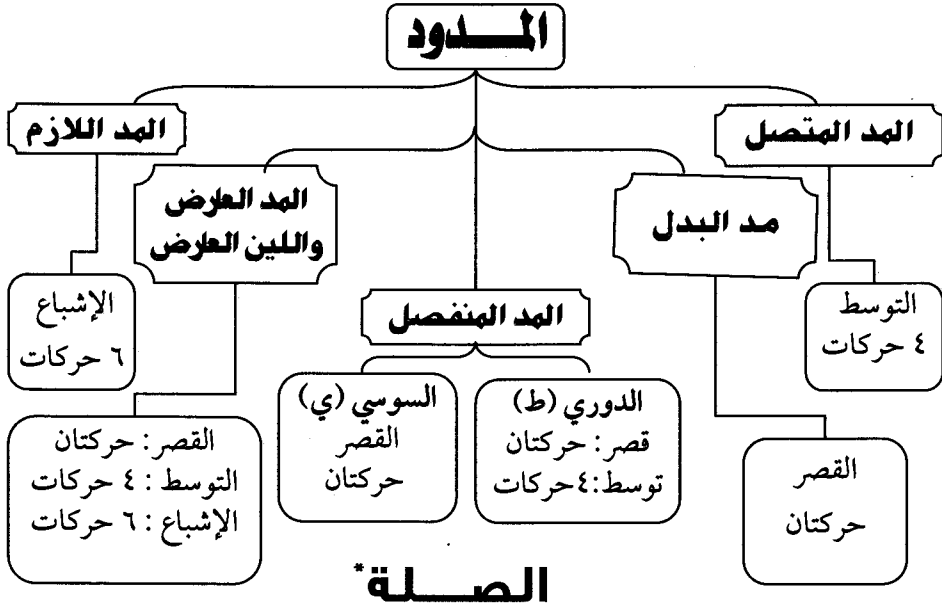 المدود
المد المتصل
مد البدل
المد المنفصل
المد العارض
واللين العارض
المد اللازم
التوسط
٤ حركات
القصر
حركتان
الدوري (ط)
قصر: حركتان
توسط:٤حركات
السوسي (ي)
القصر
حركتان
القصر: حركتان
التوسط: ٤ حركات
الإشباع: ٦ حركات
الإشباع
٦ حركات
الصلة*